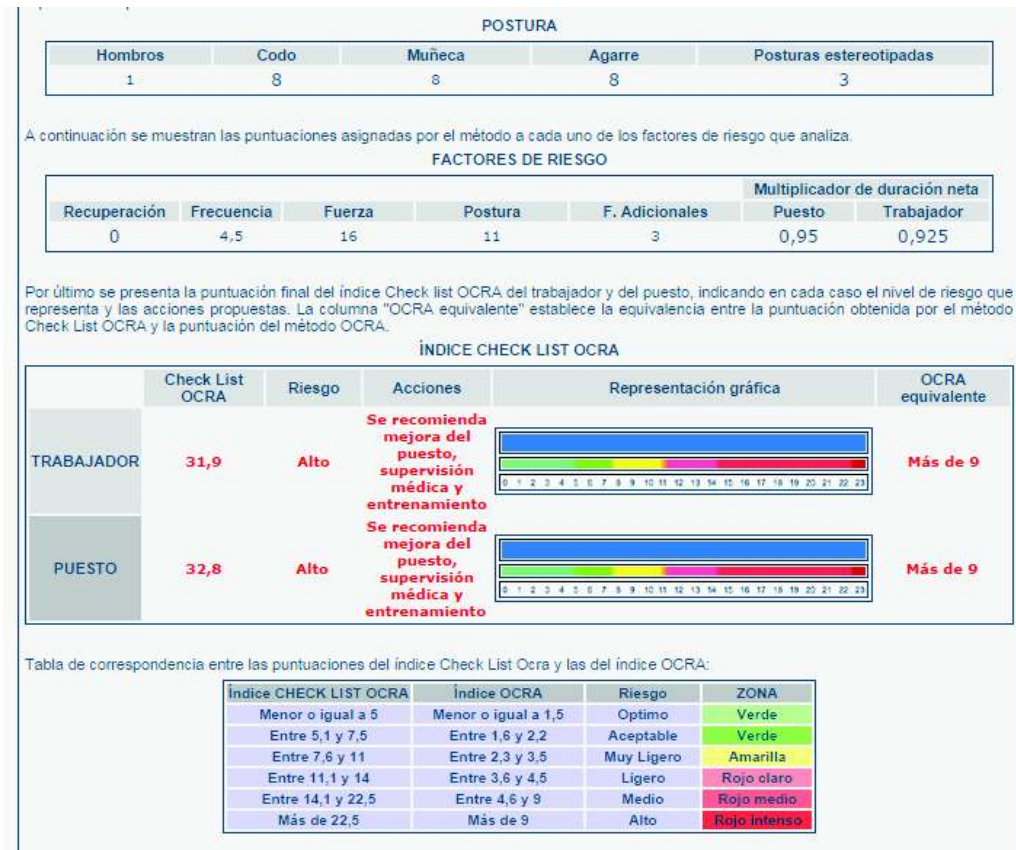 POSTURA
Hombros Codo Muñeca Agarre Posturas estereotipadas
1 8 8 8 3
A continuación se muestran las puntuaciones asignadas por el método a cada uno de los factores de riesgo que analiza.
FACTORES DE RIESGO
Multiplicador de duración neta
Recuperación Frecuencia Fuerza Postura F. Adicionales Puesto Trabajador
0 4,5 16 11 3 0,95 0,925
Por último se presenta la puntuación final del índice Check list OCRA del trabajador y del puesto, indicando en cada caso el nivel de riesgo que
representa y las acciones propuestas. La columna "OCRA equivalente" establece la equivalencia entre la puntuación obtenida por el método
Check List OCRA y la puntuación del método OCRA.
ÍNDICE CHECK LIST OCRA
Check List OCRA Riesgo Acciones Representación gráfica OCRA equivalente
TRABAJADOR 31,9 Alto
Se recomienda
mejora del
puesto,
supervisión
médica y
entrenamiento
0 1 2 3 4 5 6 7 8 9 10 11 12 13 14 15 16 17 18 19 20 21 22 23
Más de 9
PUESTO 32,8 Alto
Se recomienda
mejora del
puesto,
supervisión
médica y
entrenamiento
0 1 2 3 4 5 6 7 8 9 10 11 12 13 14 15 16 17 18 19 20 21 22 23
Más de 9
Tabla de correspondencia entre las puntuaciones del índice Check List Ocra y las del índice OCRA:
Índice CHECK LIST OCRA Índice OCRA Riesgo ZONA
Menor o igual a 5 Menor o igual a 1,5 Optimo Verde
Entre 5,1 y 7,5 Entre 1,6 y 2,2 Aceptable Verde
Entre 7,6 y 11 Entre 2,3 y 3,5 Muy Ligero Amarilla
Entre 11,1 y 14 Entre 3,6 y 4,5 Ligero Rojo claro
Entre 14,1 y 22,5 Entre 4,6 y 9 Medio Rojo medio
Más de 22,5 Más de 9 Alto Rojo intenso